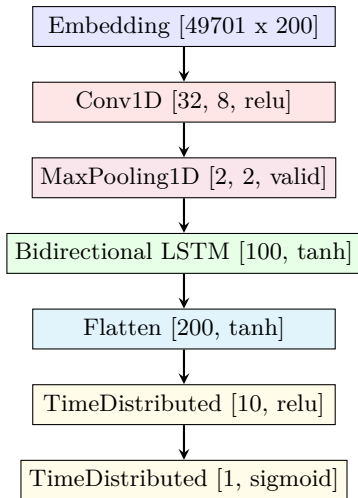 Embedding [49701 x 200]
Conv1D [32, 8, relu]
MaxPooling1D [2, 2, valid]
Bidirectional LSTM [100, tanh]
Flatten [200, tanh]
TimeDistributed [10, relu]
TimeDistributed [1, sigmoid]